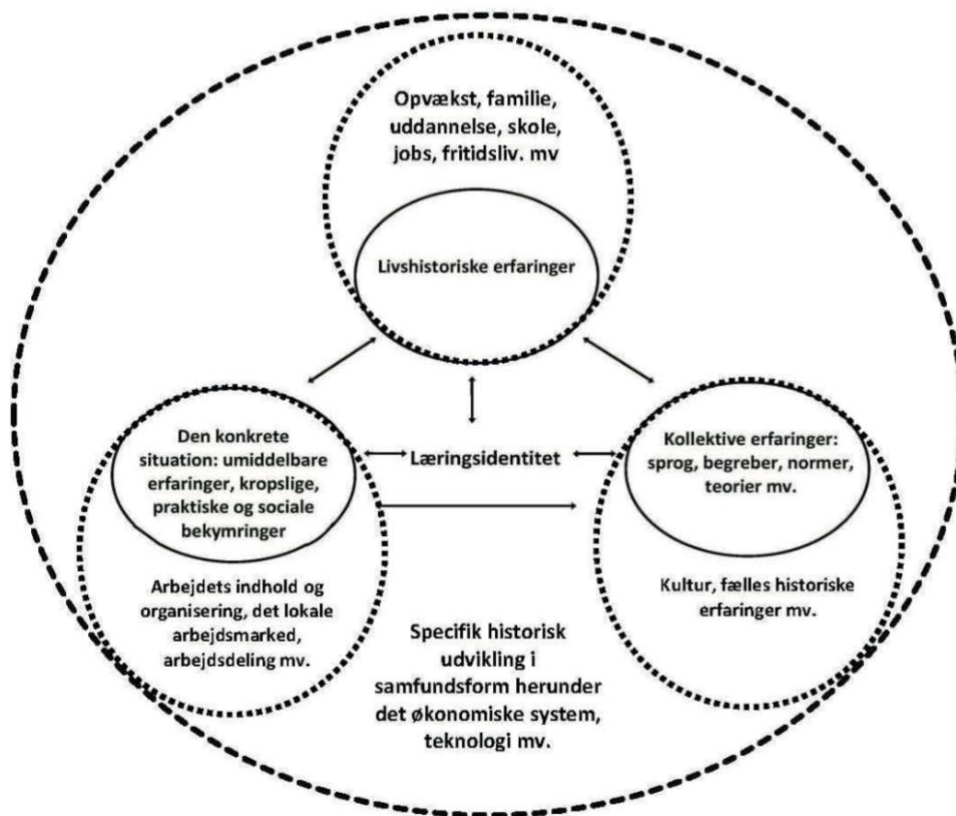 Opvækst, familie,
uddannelse, skole,
jobs, fritidsliv. mv
Livshistoriske erfaringer
Den konkrete
situation: umiddelbare
erfaringer, kropslige,
praktiske og sociale
bekymringer
Arbejdets indhold og
organisering, det lokale
arbejdsmarked,
arbejdsdeling mv.
Læringsidentitet
Kollektive erfaringer:
sprog, begreber, normer,
teorier mv.
Kultur, fælles historiske
erfaringer mv.
Specifik historisk
udvikling i
samfundsform herunder
det økonomiske system,
teknologi mv.